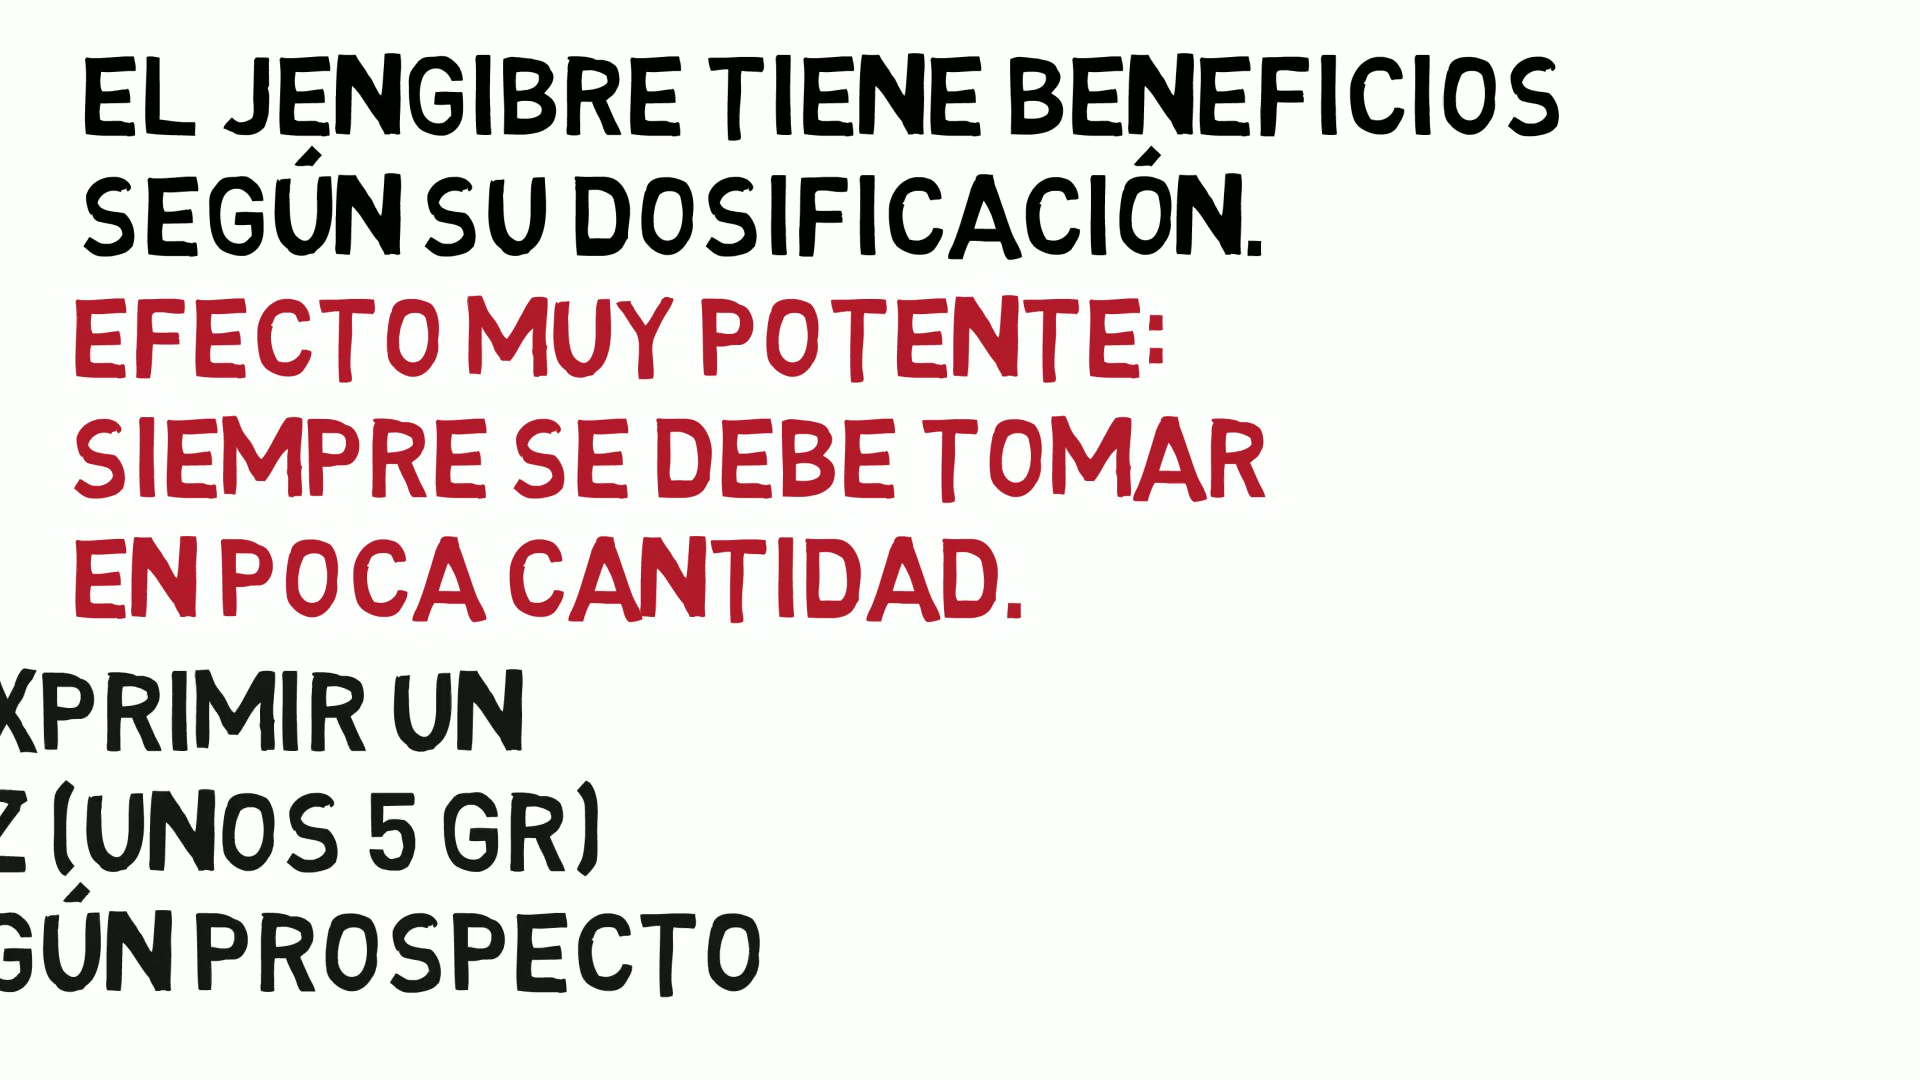 EL JENGIBRE TIENE BENEFICIOS
SEGÚN SU DOSIFICACIÓN.
EFECTO MUY POTENTE:
SIEMPRE SE DEBE TOMAR
EN POCA CANTIDAD.
XPRIMIR UN
Z (UNOS 5 GR)
GÚN PROSPECTO